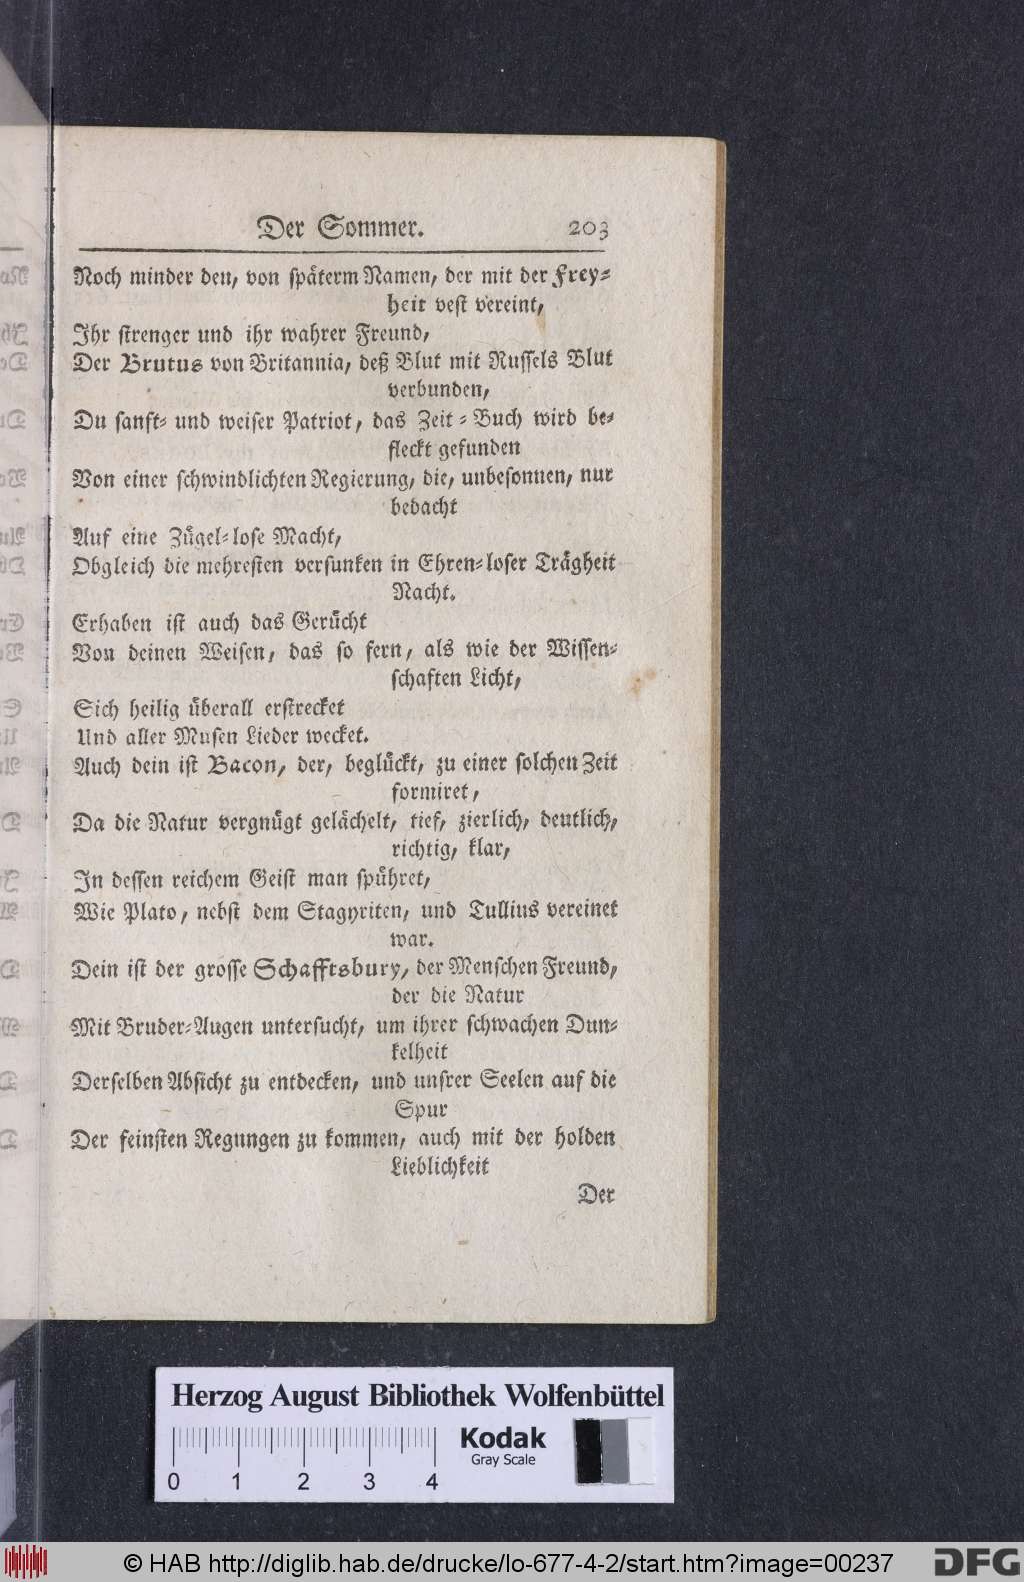 Der Sommer. 203
Noch minder den, von späterm Namen, der mit der Frey-
heit vest vereint,
Ihr strenger und ihr wahrer Freund,
Der Brutus von Britannia, deß Blut mit Russels Blut
verbunden,
Du sanft- und weiser Patriot, das Zeit-Buch wird be-
fleckt gefunden
Von einer schwindlichten Regierung, die, unbesonnen, nur
bedacht
Auf eine Zügel-lose Macht,
Obgleich die mehresten versunken in Ehren-loser Trägheit
Nacht.
Erhaben ist auch das Gerücht
Von deinen Weisen, das so fern, als wie der Wissen-
schaften Licht,
Sich heilig überall erstrecket
Und aller Musen Lieder wecket.
Auch dein ist Bacon, der, beglückt, zu einer solchen Zeit
formiret,
Da die Natur vergnügt gelächelt, tief, zierlich, deutlich,
richtig, klar,
In dessen reichem Geist man spühret,
Wie Plato, nebst dem Stagyriten, und Tullius vereinet
war.
Dein ist der grosse Schafftsbury, der Menschen Freund,
der die Natur
Mit Bruder-Augen untersucht, um ihrer schwachen Dun-
kelheit
Derselben Absicht zu entdecken, und unsrer Seelen auf die
Spur
Der feinsten Regungen zu kommen, auch mit der holden
Lieblichkeit
Der
Herzog August Bibliothek Wolfenbüttel
Kodak
Gray Scale
0 1 2 3 4
© HAB http://diglib.hab.de/drucke/lo-677-4-2/start.htm?image=00237
DFG